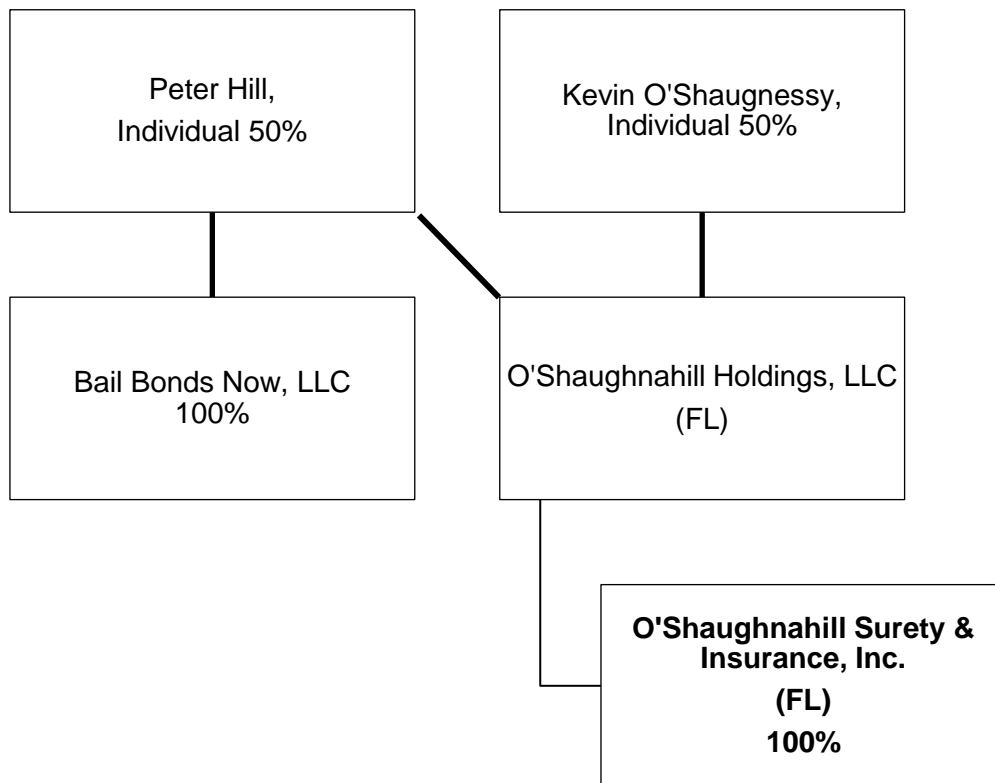 Peter Hill,
Individual 50%
Kevin O'Shaugnessy,
Individual 50%
Bail Bonds Now, LLC
100%
O'Shaughnahill Holdings, LLC
(FL)
O'Shaughnahill Surety &
Insurance, Inc.
(FL)
100%